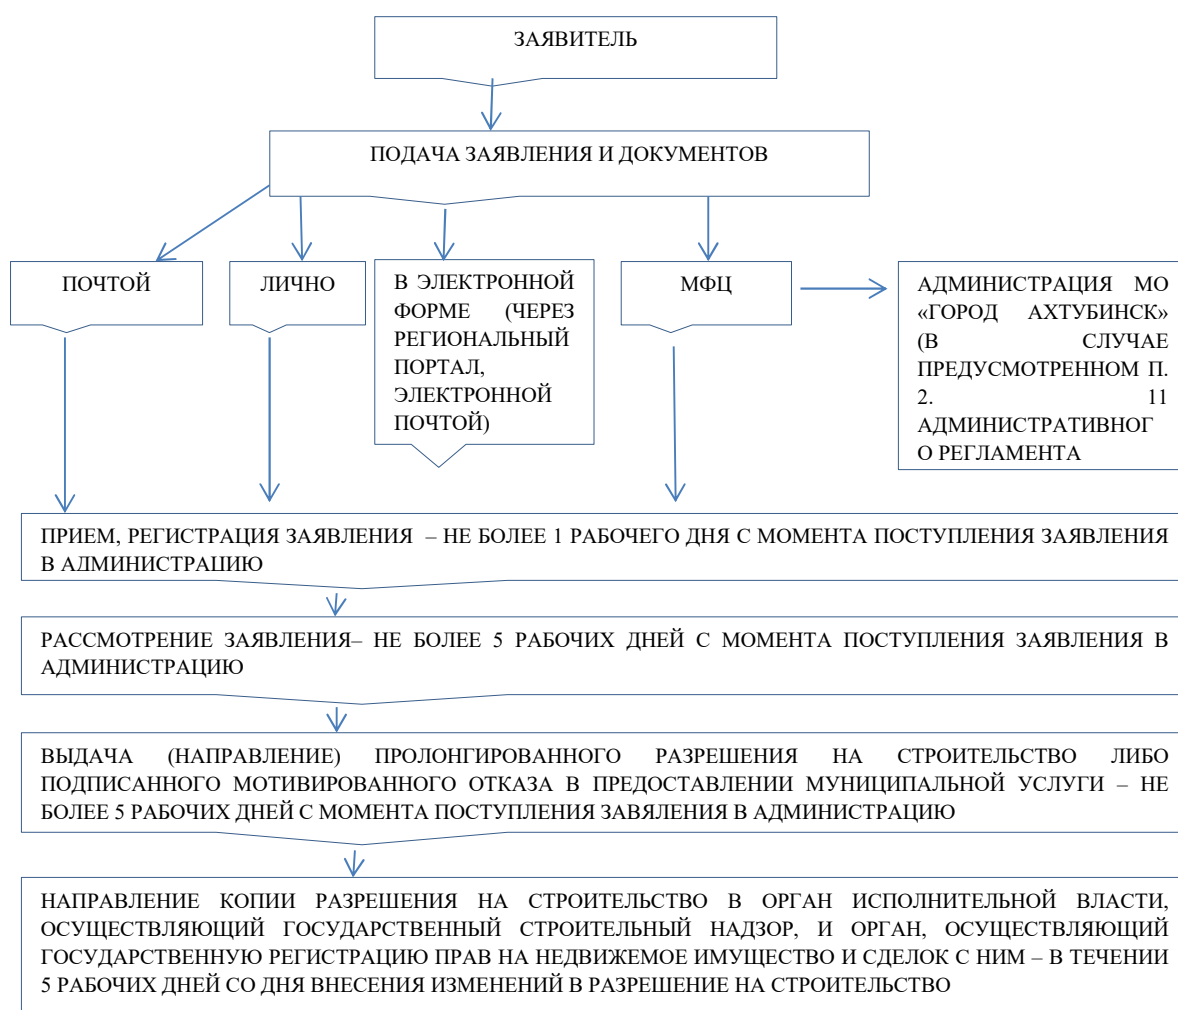 ЗАЯВИТЕЛЬ
ПОДАЧА ЗАЯВЛЕНИЯ И ДОКУМЕНТОВ
ПОЧТОЙ
ЛИЧНО
В ЭЛЕКТРОННОЙ
ФОРМЕ (ЧЕРЕЗ
РЕГИОНАЛЬНЫЙ
ПОРТАЛ,
ЭЛЕКТРОННОЙ
ПОЧТОЙ)
МФЦ
АДМИНИСТРАЦИЯ МО
«ГОРОД АХТУБИНСК»
(В СЛУЧАЕ
ПРЕДУСМОТРЕННОМ П.
2. 11
АДМИНИСТРАТИВНОГ
О РЕГЛАМЕНТА
ПРИЕМ, РЕГИСТРАЦИЯ ЗАЯВЛЕНИЯ – НЕ БОЛЕЕ 1 РАБОЧЕГО ДНЯ С МОМЕНТА ПОСТУПЛЕНИЯ ЗАЯВЛЕНИЯ
В АДМИНИСТРАЦИЮ
РАССМОТРЕНИЕ ЗАЯВЛЕНИЯ– НЕ БОЛЕЕ 5 РАБОЧИХ ДНЕЙ С МОМЕНТА ПОСТУПЛЕНИЯ ЗАЯВЛЕНИЯ В
АДМИНИСТРАЦИЮ
ВЫДАЧА (НАПРАВЛЕНИЕ) ПРОЛОНГИРОВАННОГО РАЗРЕШЕНИЯ НА СТРОИТЕЛЬСТВО ЛИБО
ПОДПИСАННОГО МОТИВИРОВАННОГО ОТКАЗА В ПРЕДОСТАВЛЕНИИ МУНИЦИПАЛЬНОЙ УСЛУГИ – НЕ
БОЛЕЕ 5 РАБОЧИХ ДНЕЙ С МОМЕНТА ПОСТУПЛЕНИЯ ЗАВЯЛЕНИЯ В АДМИНИСТРАЦИЮ
НАПРАВЛЕНИЕ КОПИИ РАЗРЕШЕНИЯ НА СТРОИТЕЛЬСТВО В ОРГАН ИСПОЛНИТЕЛЬНОЙ ВЛАСТИ,
ОСУЩЕСТВЛЯЮЩИЙ ГОСУДАРСТВЕННЫЙ СТРОИТЕЛЬНЫЙ НАДЗОР, И ОРГАН, ОСУЩЕСТВЛЯЮЩИЙ
ГОСУДАРСТВЕННУЮ РЕГИСТРАЦИЮ ПРАВ НА НЕДВИЖЕМОЕ ИМУЩЕСТВО И СДЕЛОК С НИМ – В ТЕЧЕНИИ
5 РАБОЧИХ ДНЕЙ СО ДНЯ ВНЕСЕНИЯ ИЗМЕНЕНИЙ В РАЗРЕШЕНИЕ НА СТРОИТЕЛЬСТВО